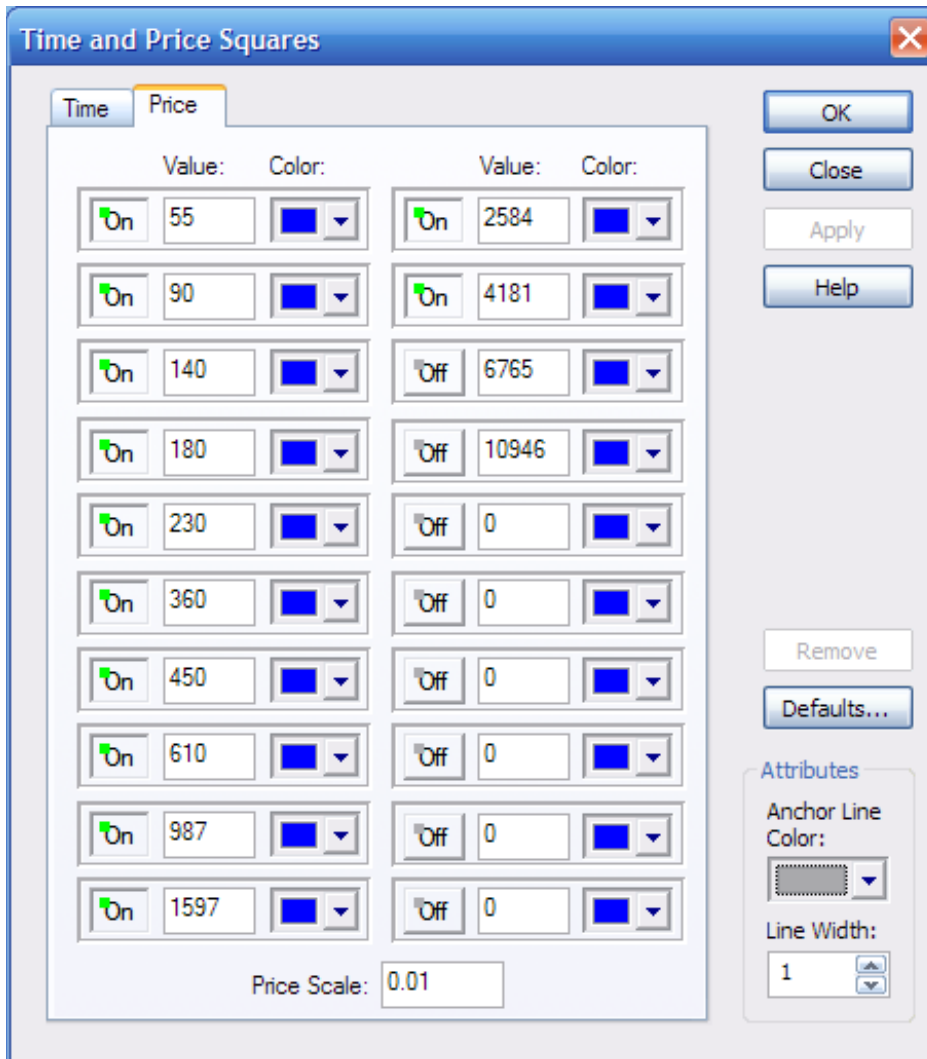 Time and Price Squares
Time Price
Value: Color: Value: Color:
On 55 On 2584
On 90 On 4181
On 140 Off 6765
On 180 Off 10946
On 230 Off 0
On 360 Off 0
On 450 Off 0
On 610 Off 0
On 987 Off 0
On 1597 Off 0
Price Scale: 0.01
OK
Close
Apply
Help
Remove
Defaults...
Attributes
Anchor Line
Color:
Line Width:
1